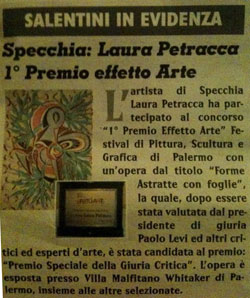 SALENTINI IN EVIDENZA
Specchia: Laura Petracca
1° Premio effetto Arte
L'artista di Specchia
Laura Petracca ha par-
tecipato al concorso
"1° Premio Effetto Arte" Fe-
stival di Pittura, Scultura e
Grafica di Palermo con
un'opera dal titolo "Forme
Astratte con foglie",
la quale, dopo essere
stata valutata dal pre-
sidente di giuria
Paolo Levi ed altri cri-
tici ed esperti d'arte, è stata candidata al premio:
"Premio Speciale della Giuria Critica". L'opera è
esposta presso Villa Malfitano Whitaker di Pa-
lermo, insieme alle altre selezionate.